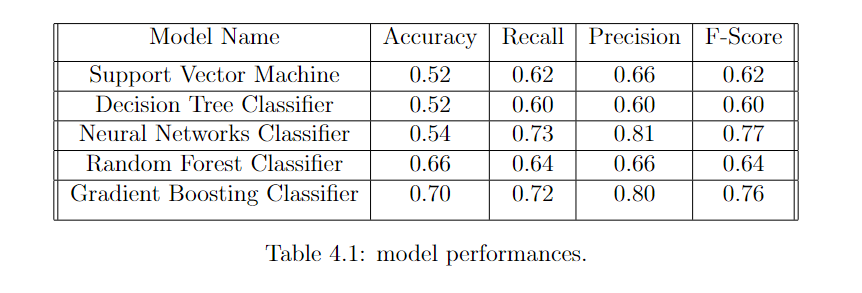 Model Name Accuracy Recall Precision F-Score
Support Vector Machine 0.52 0.62 0.66 0.62
Decision Tree Classifier 0.52 0.60 0.60 0.60
Neural Networks Classifier 0.54 0.73 0.81 0.77
Random Forest Classifier 0.66 0.64 0.66 0.64
Gradient Boosting Classifier 0.70 0.72 0.80 0.76
Table 4.1: model performances.